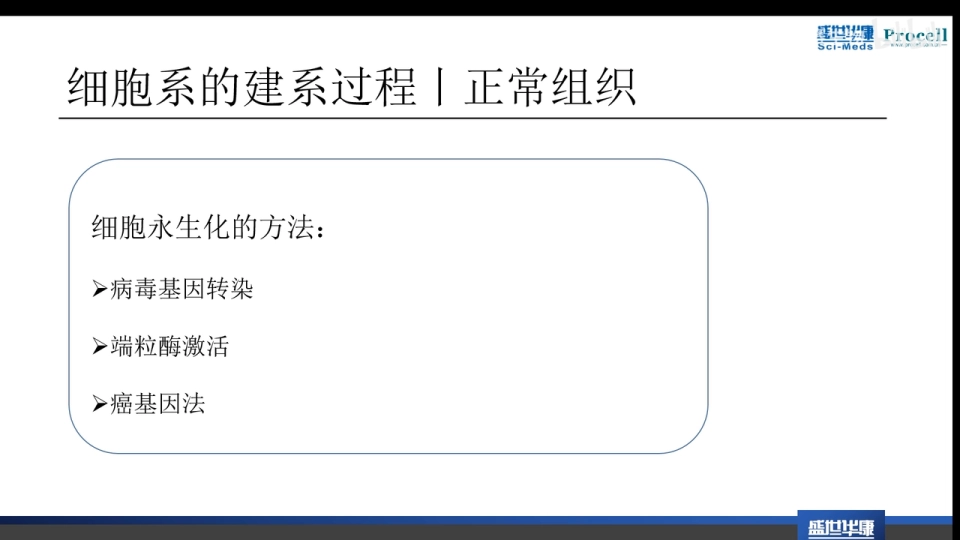 盛世华康 Procell
Sci-Meds
细胞系的建系过程丨正常组织
细胞永生化的方法：
➢病毒基因转染
➢端粒酶激活
➢癌基因法
盛世华康